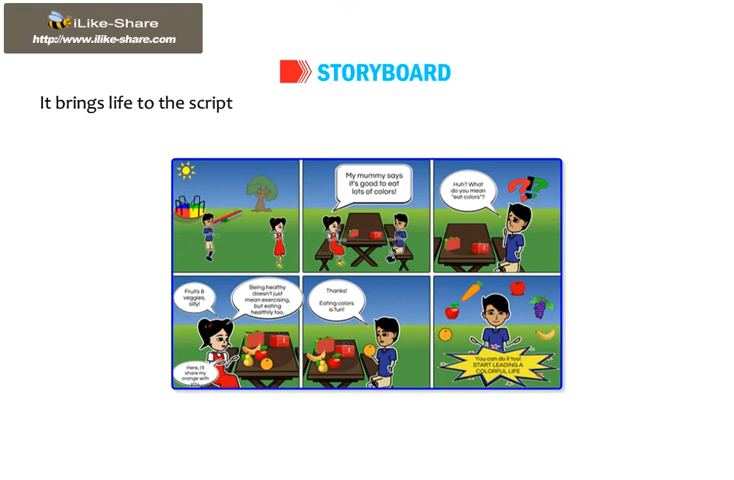 iLike-Share
http://www.ilike-share.com
STORYBOARD
It brings life to the script
My mummy says
it's good to eat
lots of colors!
Huh? What
do you mean
"eat colors"?
Fruits &
veggies,
silly!
Being healthy
doesn't just
mean exercising,
but eating
healthily too.
Here, I'll
share my
orange with
you
Thanks!
Eating colors
is fun!
You can do it too!
START LEADING A
COLORFUL LIFE